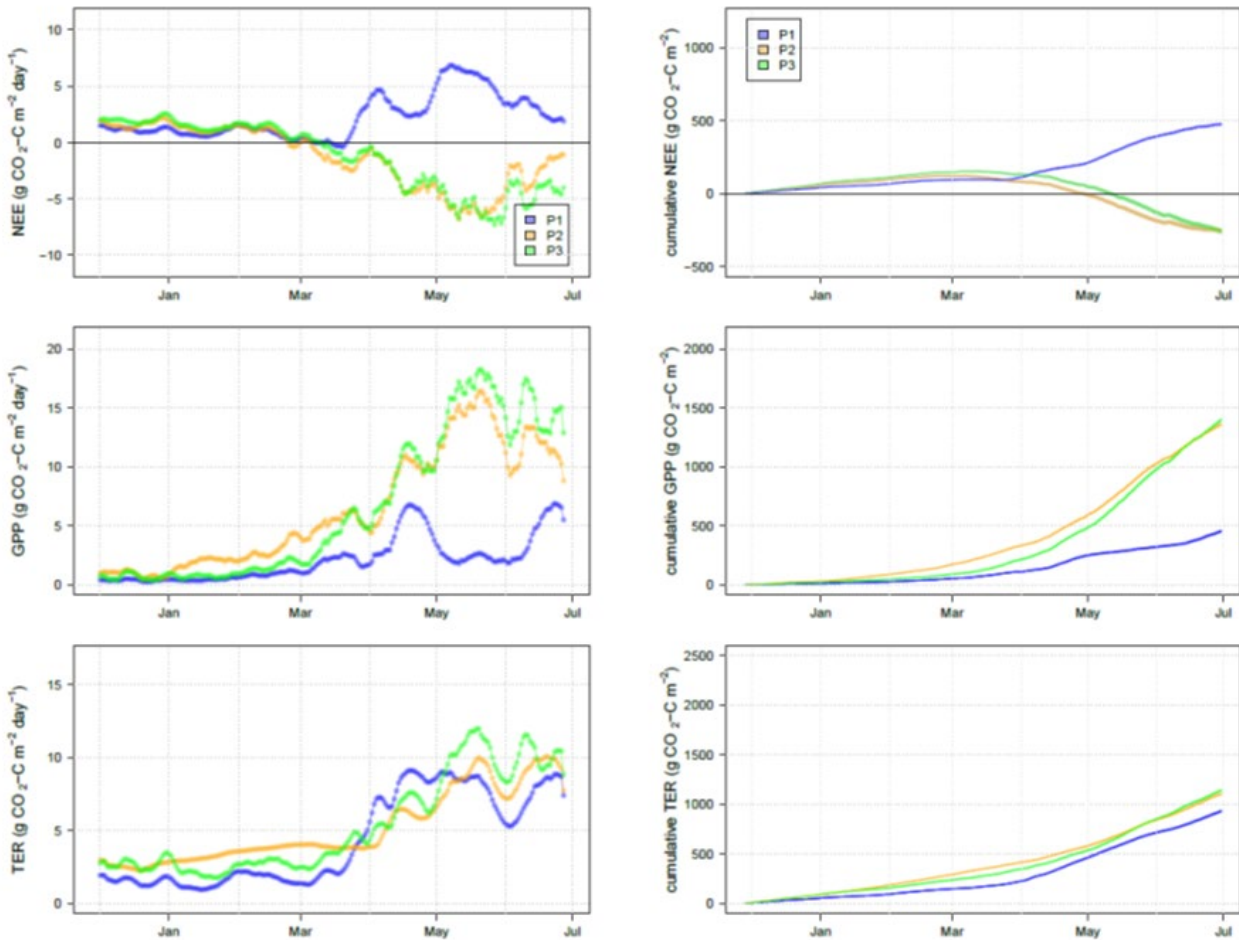 NEE (g CO2−C m−2 day−1)
10
5
0
−5
−10
P1
P2
P3
Jan Mar May Jul
cumulative NEE (g CO2−C m−2)
1000
500
0
−500
P1
P2
P3
Jan Mar May Jul
GPP (g CO2−C m−2 day−1)
20
15
10
5
0
Jan Mar May Jul
cumulative GPP (g CO2−C m−2)
2000
1500
1000
500
0
Jan Mar May Jul
TER (g CO2−C m−2 day−1)
15
10
5
0
Jan Mar May Jul
cumulative TER (g CO2−C m−2)
2500
2000
1500
1000
500
0
Jan Mar May Jul